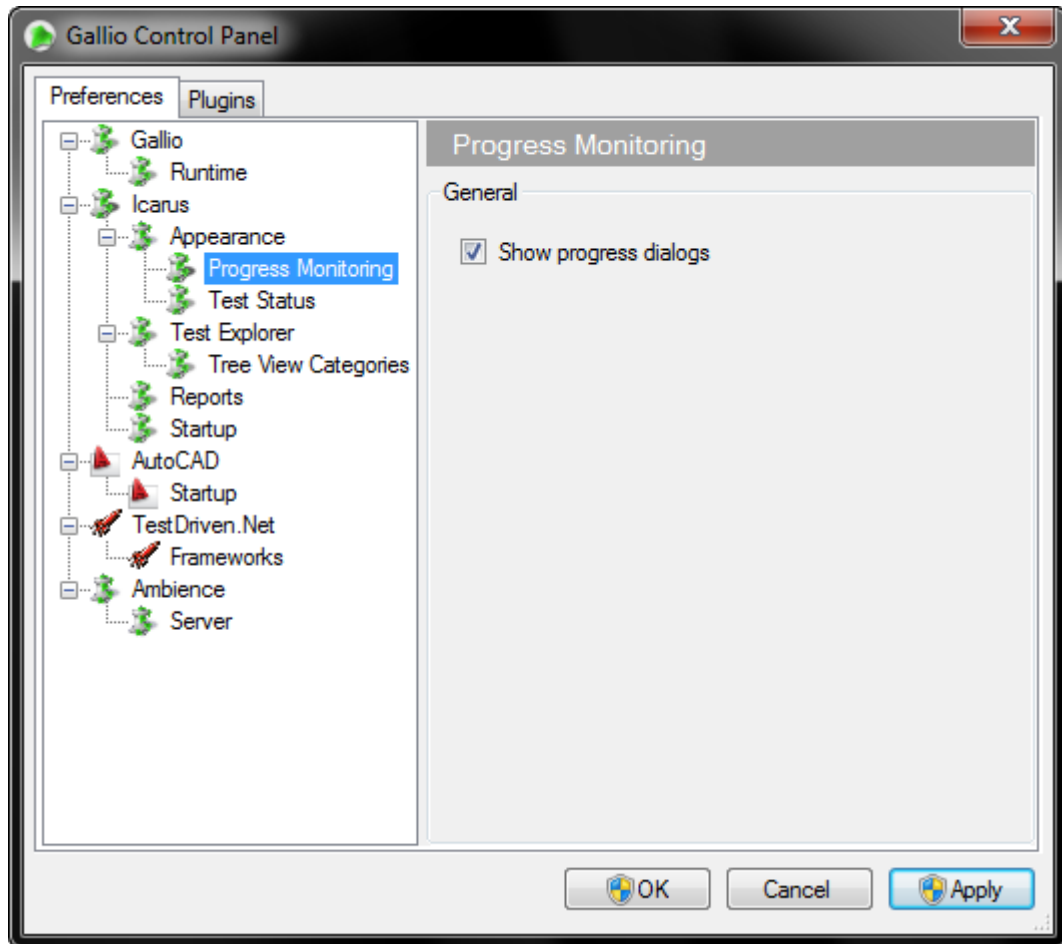 Gallio Control Panel
Preferences
Plugins
Gallio
Runtime
Icarus
Appearance
Progress Monitoring
Test Status
Test Explorer
Tree View Categories
Reports
Startup
AutoCAD
Startup
TestDriven.Net
Frameworks
Ambience
Server
Progress Monitoring
General
Show progress dialogs
OK
Cancel
Apply